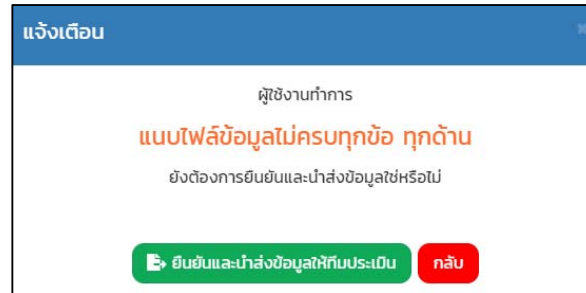 แจ้งเตือน
ผู้ใช้งานทำการ
แนบไฟล์ข้อมูลไม่ครบทุกข้อ ทุกด้าน
ยังต้องการยืนยันและนำส่งข้อมูลใช่หรือไม่
ยืนยันและนำส่งข้อมูลให้ทีมประเมิน กลับ